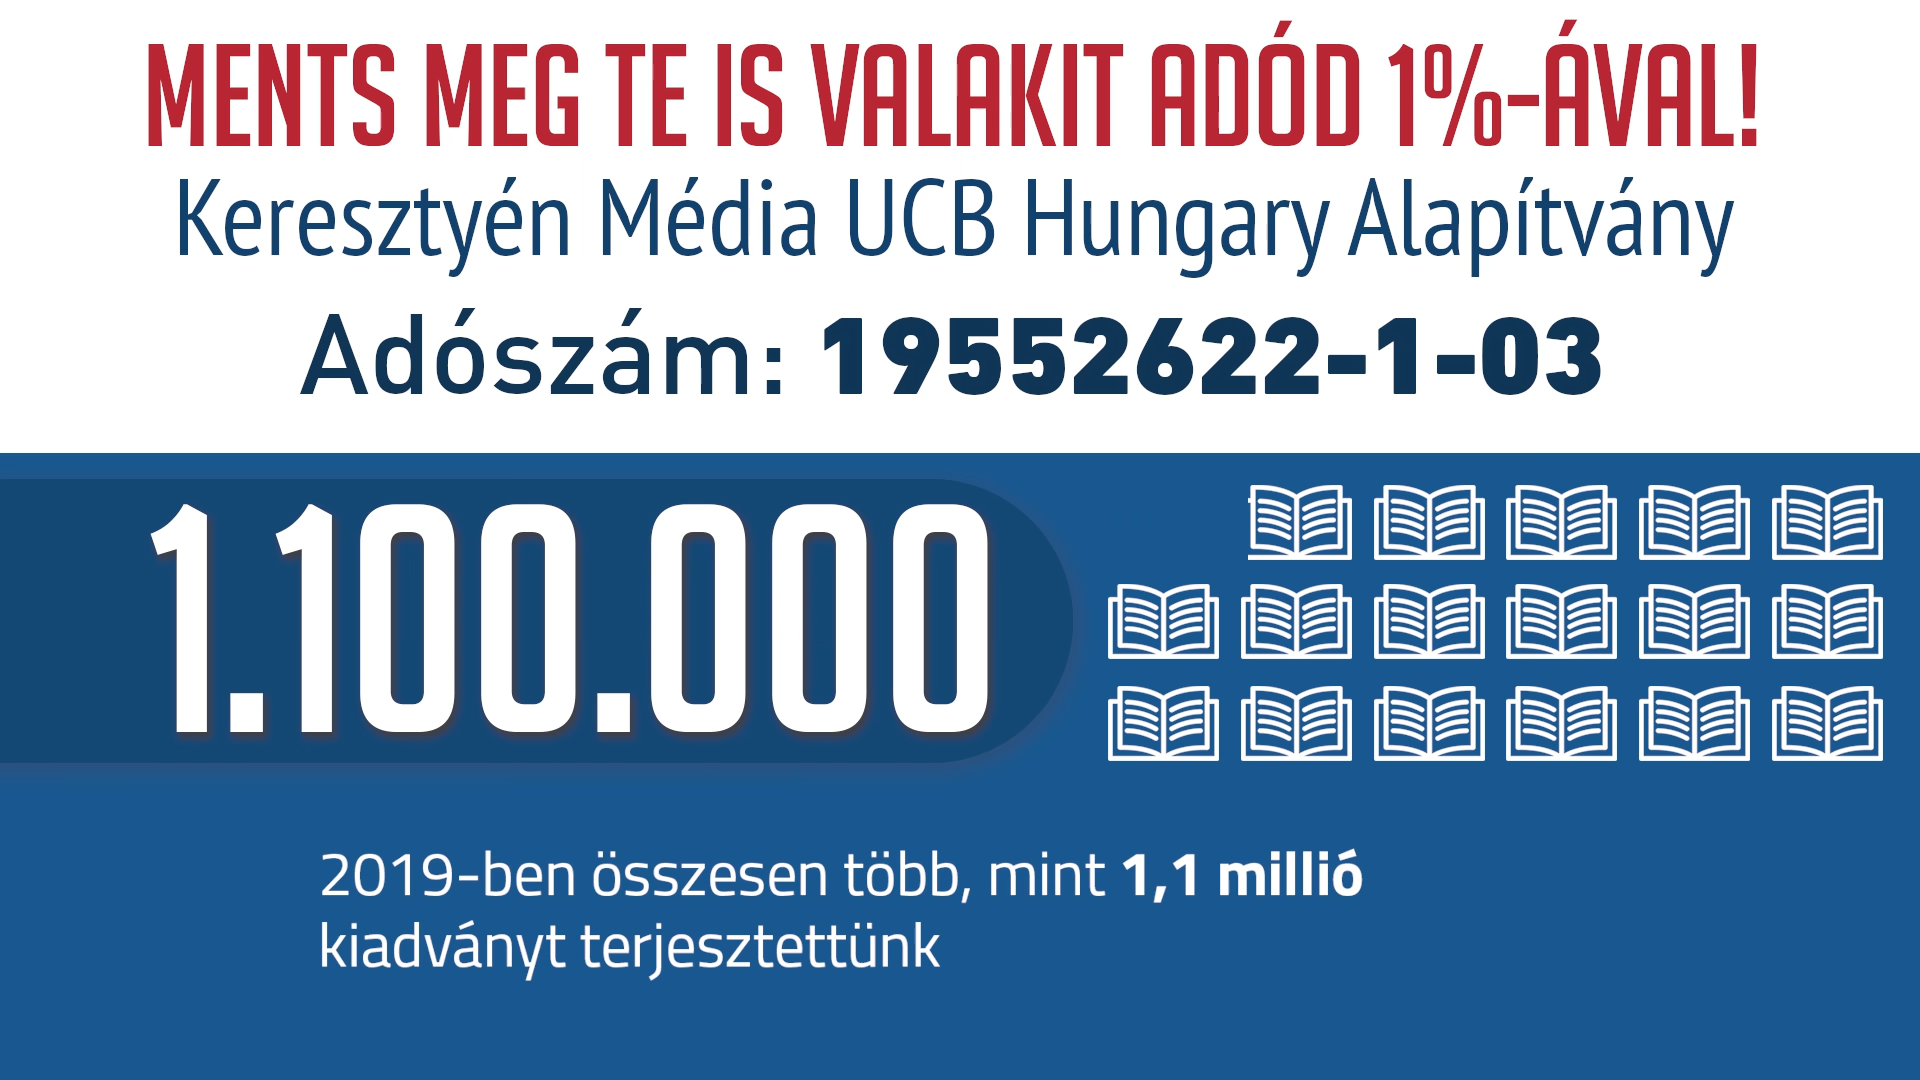 MENTS MEG TE IS VALAKIT ADÓD 1%-ÁVAL!
Keresztyén Média UCB Hungary Alapítvány
Adószám: 19552622-1-03
1.100.000
2019-ben összesen több, mint 1,1 millió
kiadványt terjesztettünk